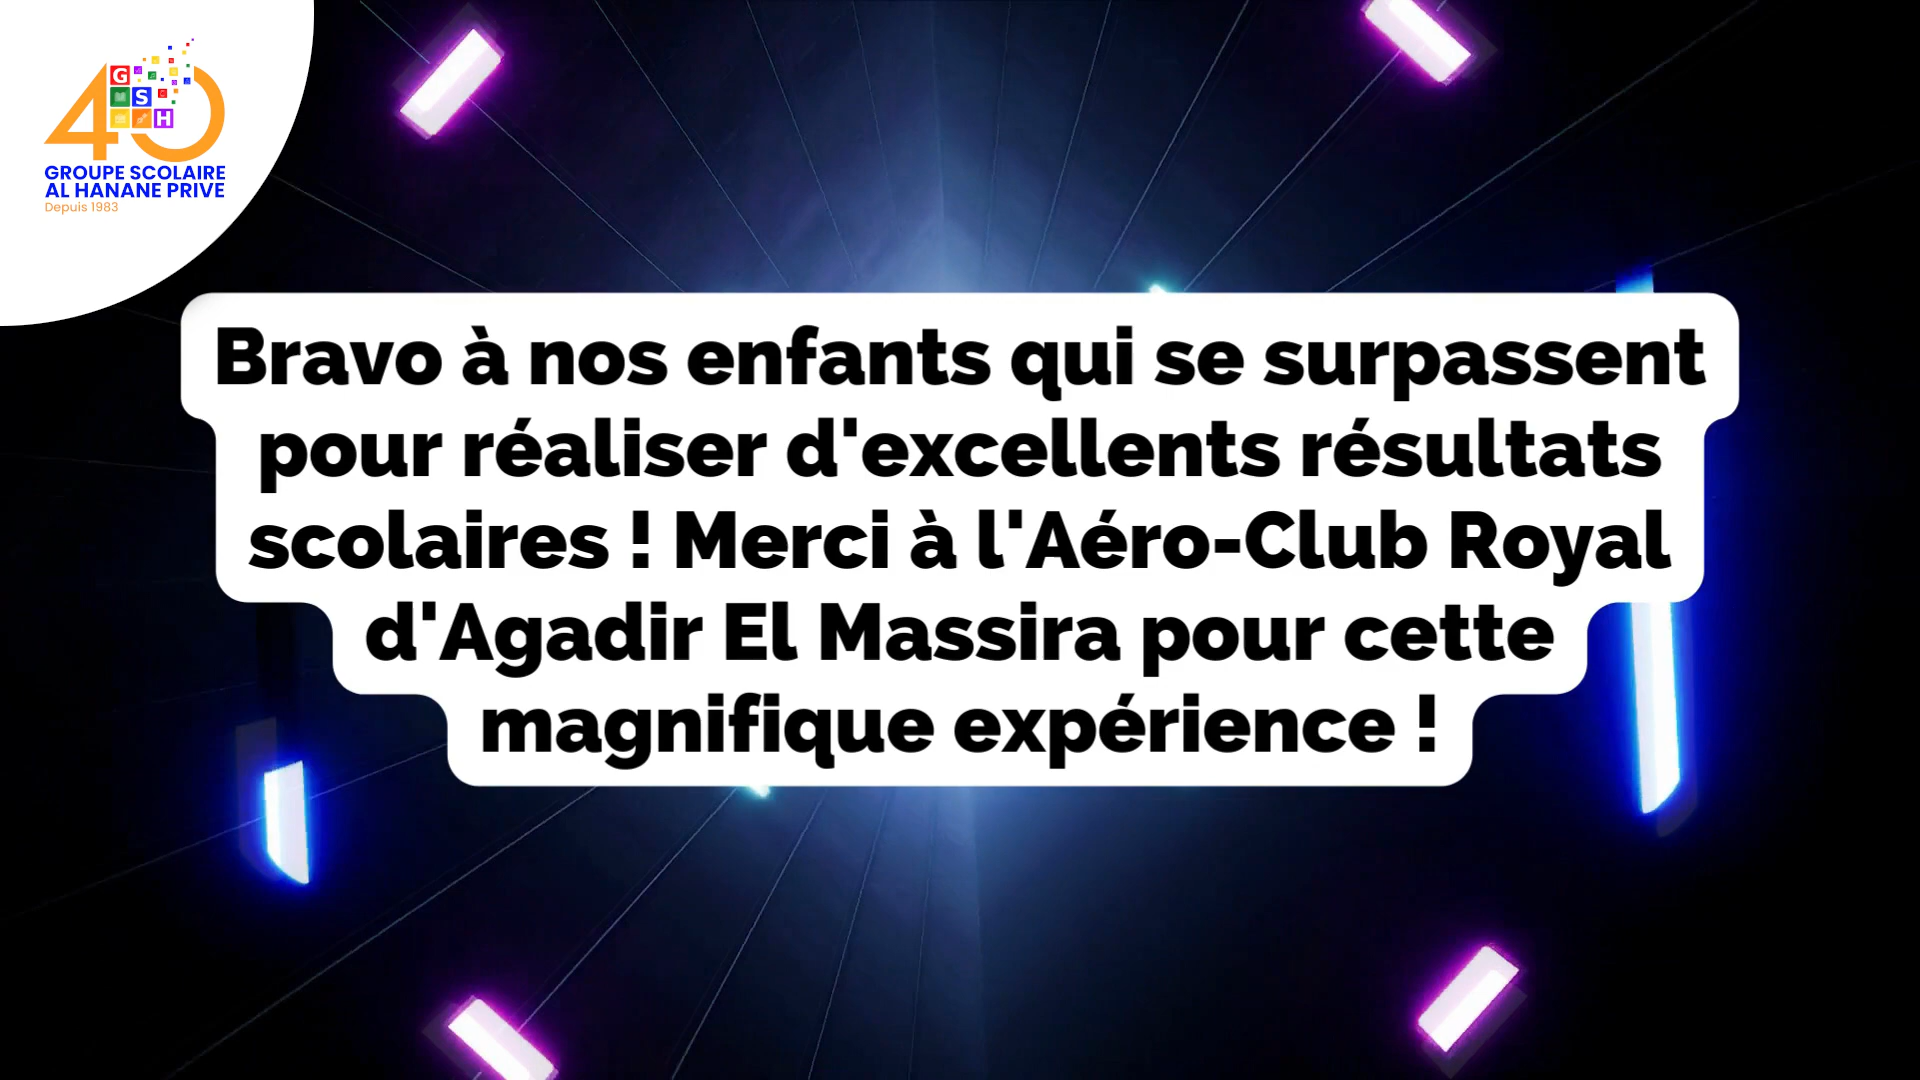 40
G
S
H
GROUPE SCOLAIRE
AL HANANE PRIVE
Depuis 1983
Bravo à nos enfants qui se surpassent
pour réaliser d'excellents résultats
scolaires ! Merci à l'Aéro-Club Royal
d'Agadir El Massira pour cette
magnifique expérience !